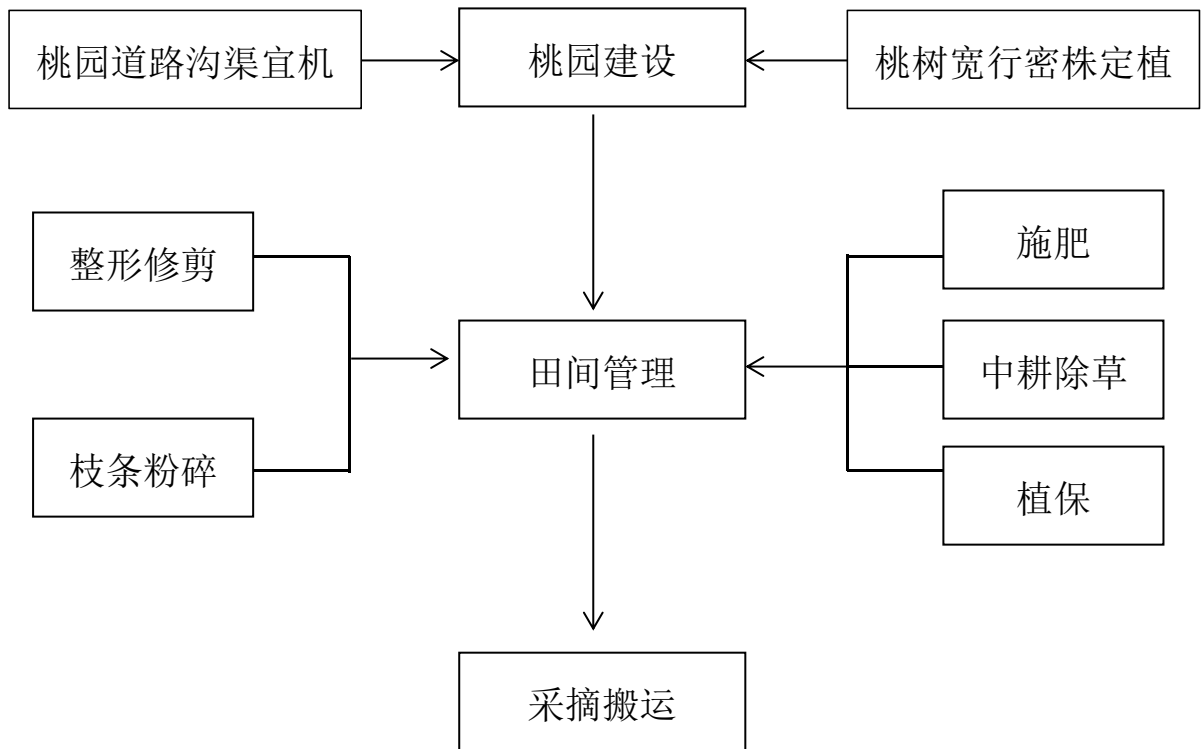 桃园道路沟渠宜机
桃园建设
桃树宽行密株定植
整形修剪
施肥
田间管理
中耕除草
枝条粉碎
植保
采摘搬运